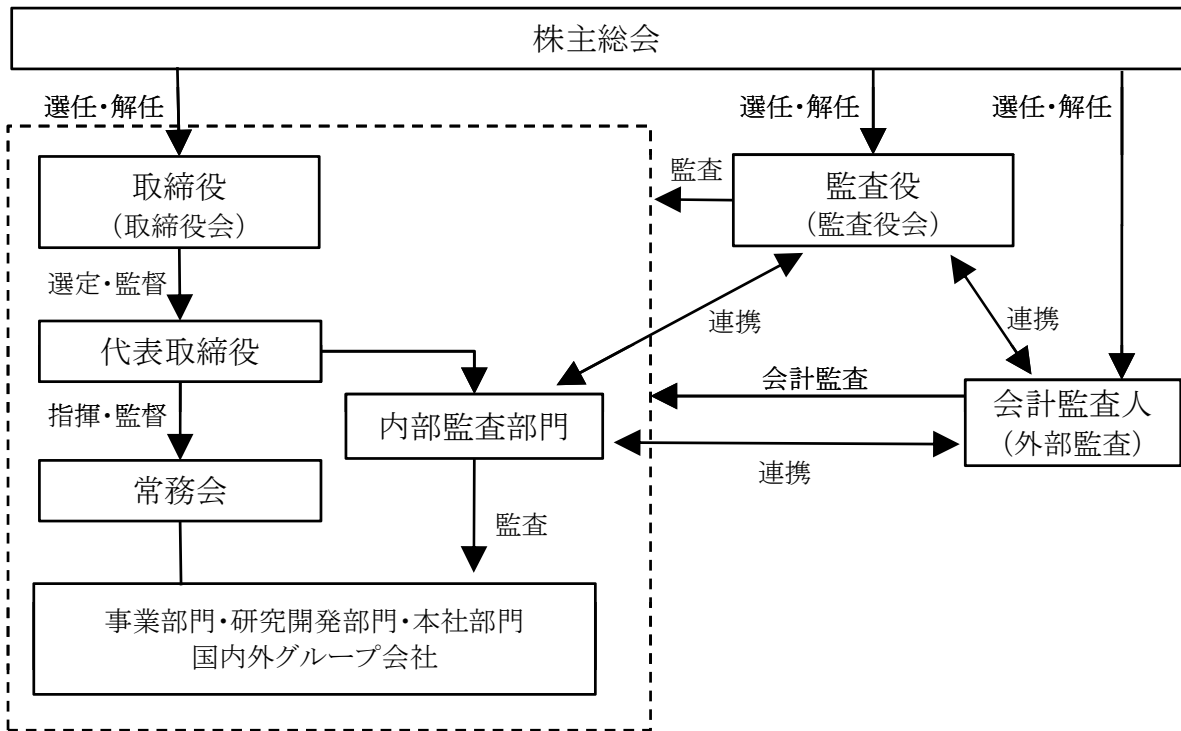 株主総会
選任・解任
選任・解任
選任・解任
取締役
（取締役会）
監査
監査役
（監査役会）
選定・監督
連携
連携
代表取締役
会計監査
会計監査人
（外部監査）
指揮・監督
内部監査部門
連携
常務会
監査
事業部門・研究開発部門・本社部門
国内外グループ会社